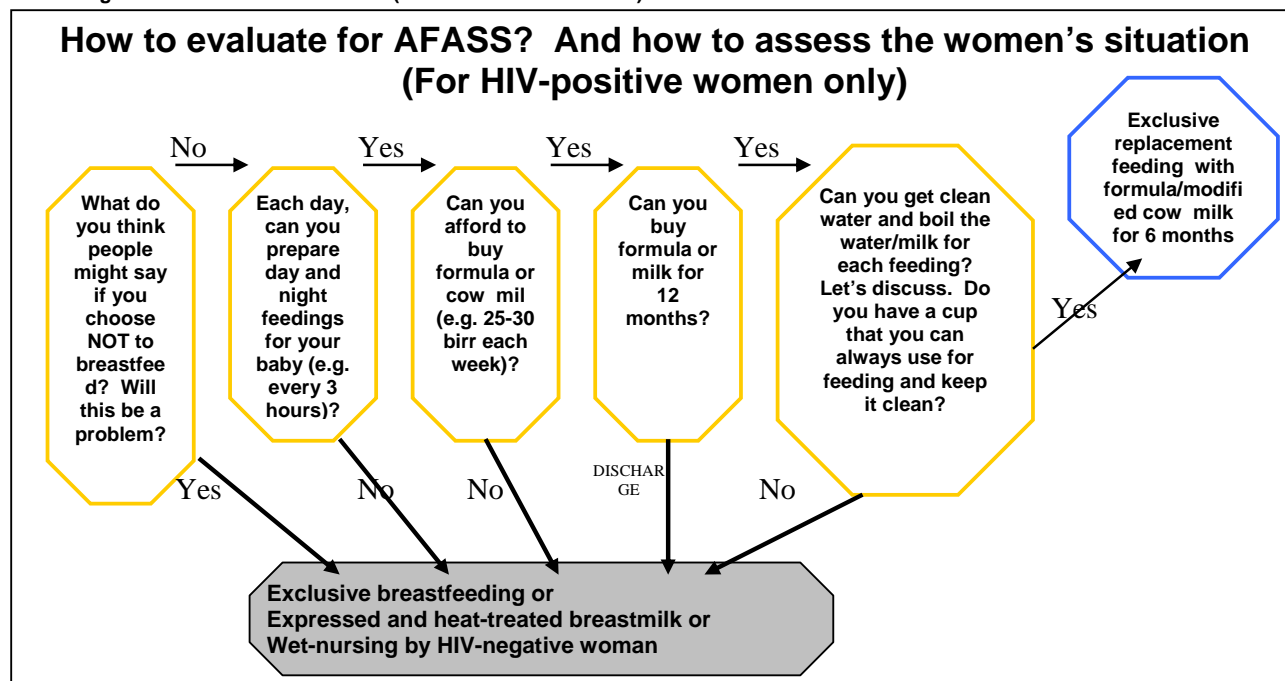 How to evaluate for AFASS? And how to assess the women's situation
(For HIV-positive women only)
No
Yes
Yes
Yes
What do
you think
people
might say
if you
choose
NOT to
breastfee
d? Will
this be a
problem?
Each day,
can you
prepare
day and
night
feedings
for your
baby (e.g.
every 3
hours)?
Can you
afford to
buy
formula or
cow mil
(e.g. 25-30
birr each
week)?
Can you
buy
formula or
milk for
12
months?
Can you get clean
water and boil the
water/milk for
each feeding?
Let's discuss. Do
you have a cup
that you can
always use for
feeding and keep
it clean?
Exclusive
replacement
feeding with
formula/modifi
ed cow milk
for 6 months
Yes
Yes
No
No
DISCHAR
GE
No
Exclusive breastfeeding or
Expressed and heat-treated breastmilk or
Wet-nursing by HIV-negative woman